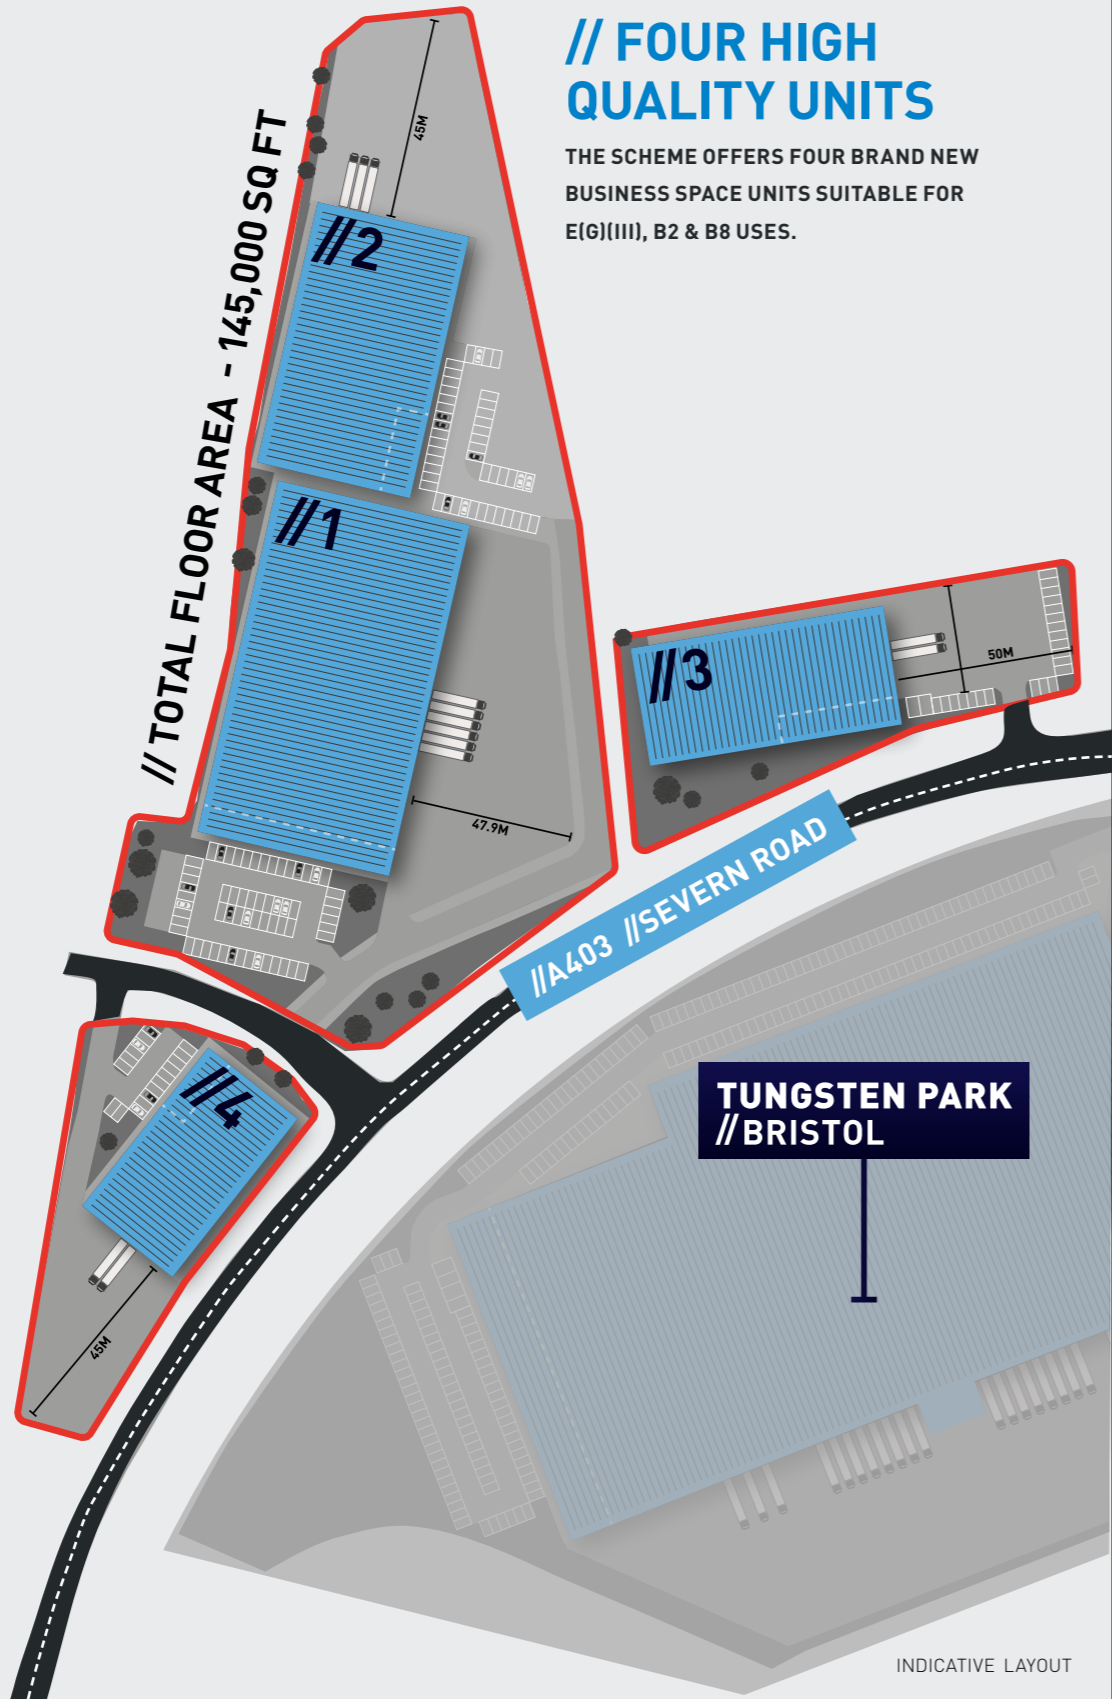 // FOUR HIGH
QUALITY UNITS
THE SCHEME OFFERS FOUR BRAND NEW
BUSINESS SPACE UNITS SUITABLE FOR
E(G)(III), B2 & B8 USES.
// TOTAL FLOOR AREA - 145,000 SQ FT
45M
//2
//1
47.9M
//3
50M
//A403 //SEVERN ROAD
//4
45M
TUNGSTEN PARK
//BRISTOL
INDICATIVE LAYOUT